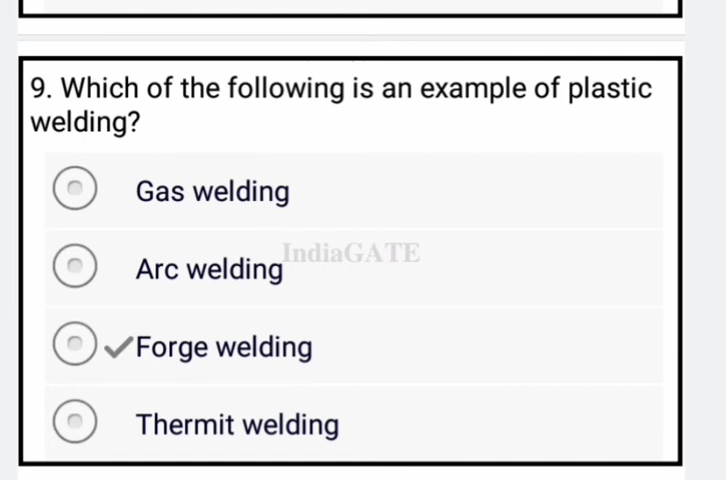 9. Which of the following is an example of plastic
welding?
Gas welding
IndiaGATE
Arc welding
Forge welding
Thermit welding